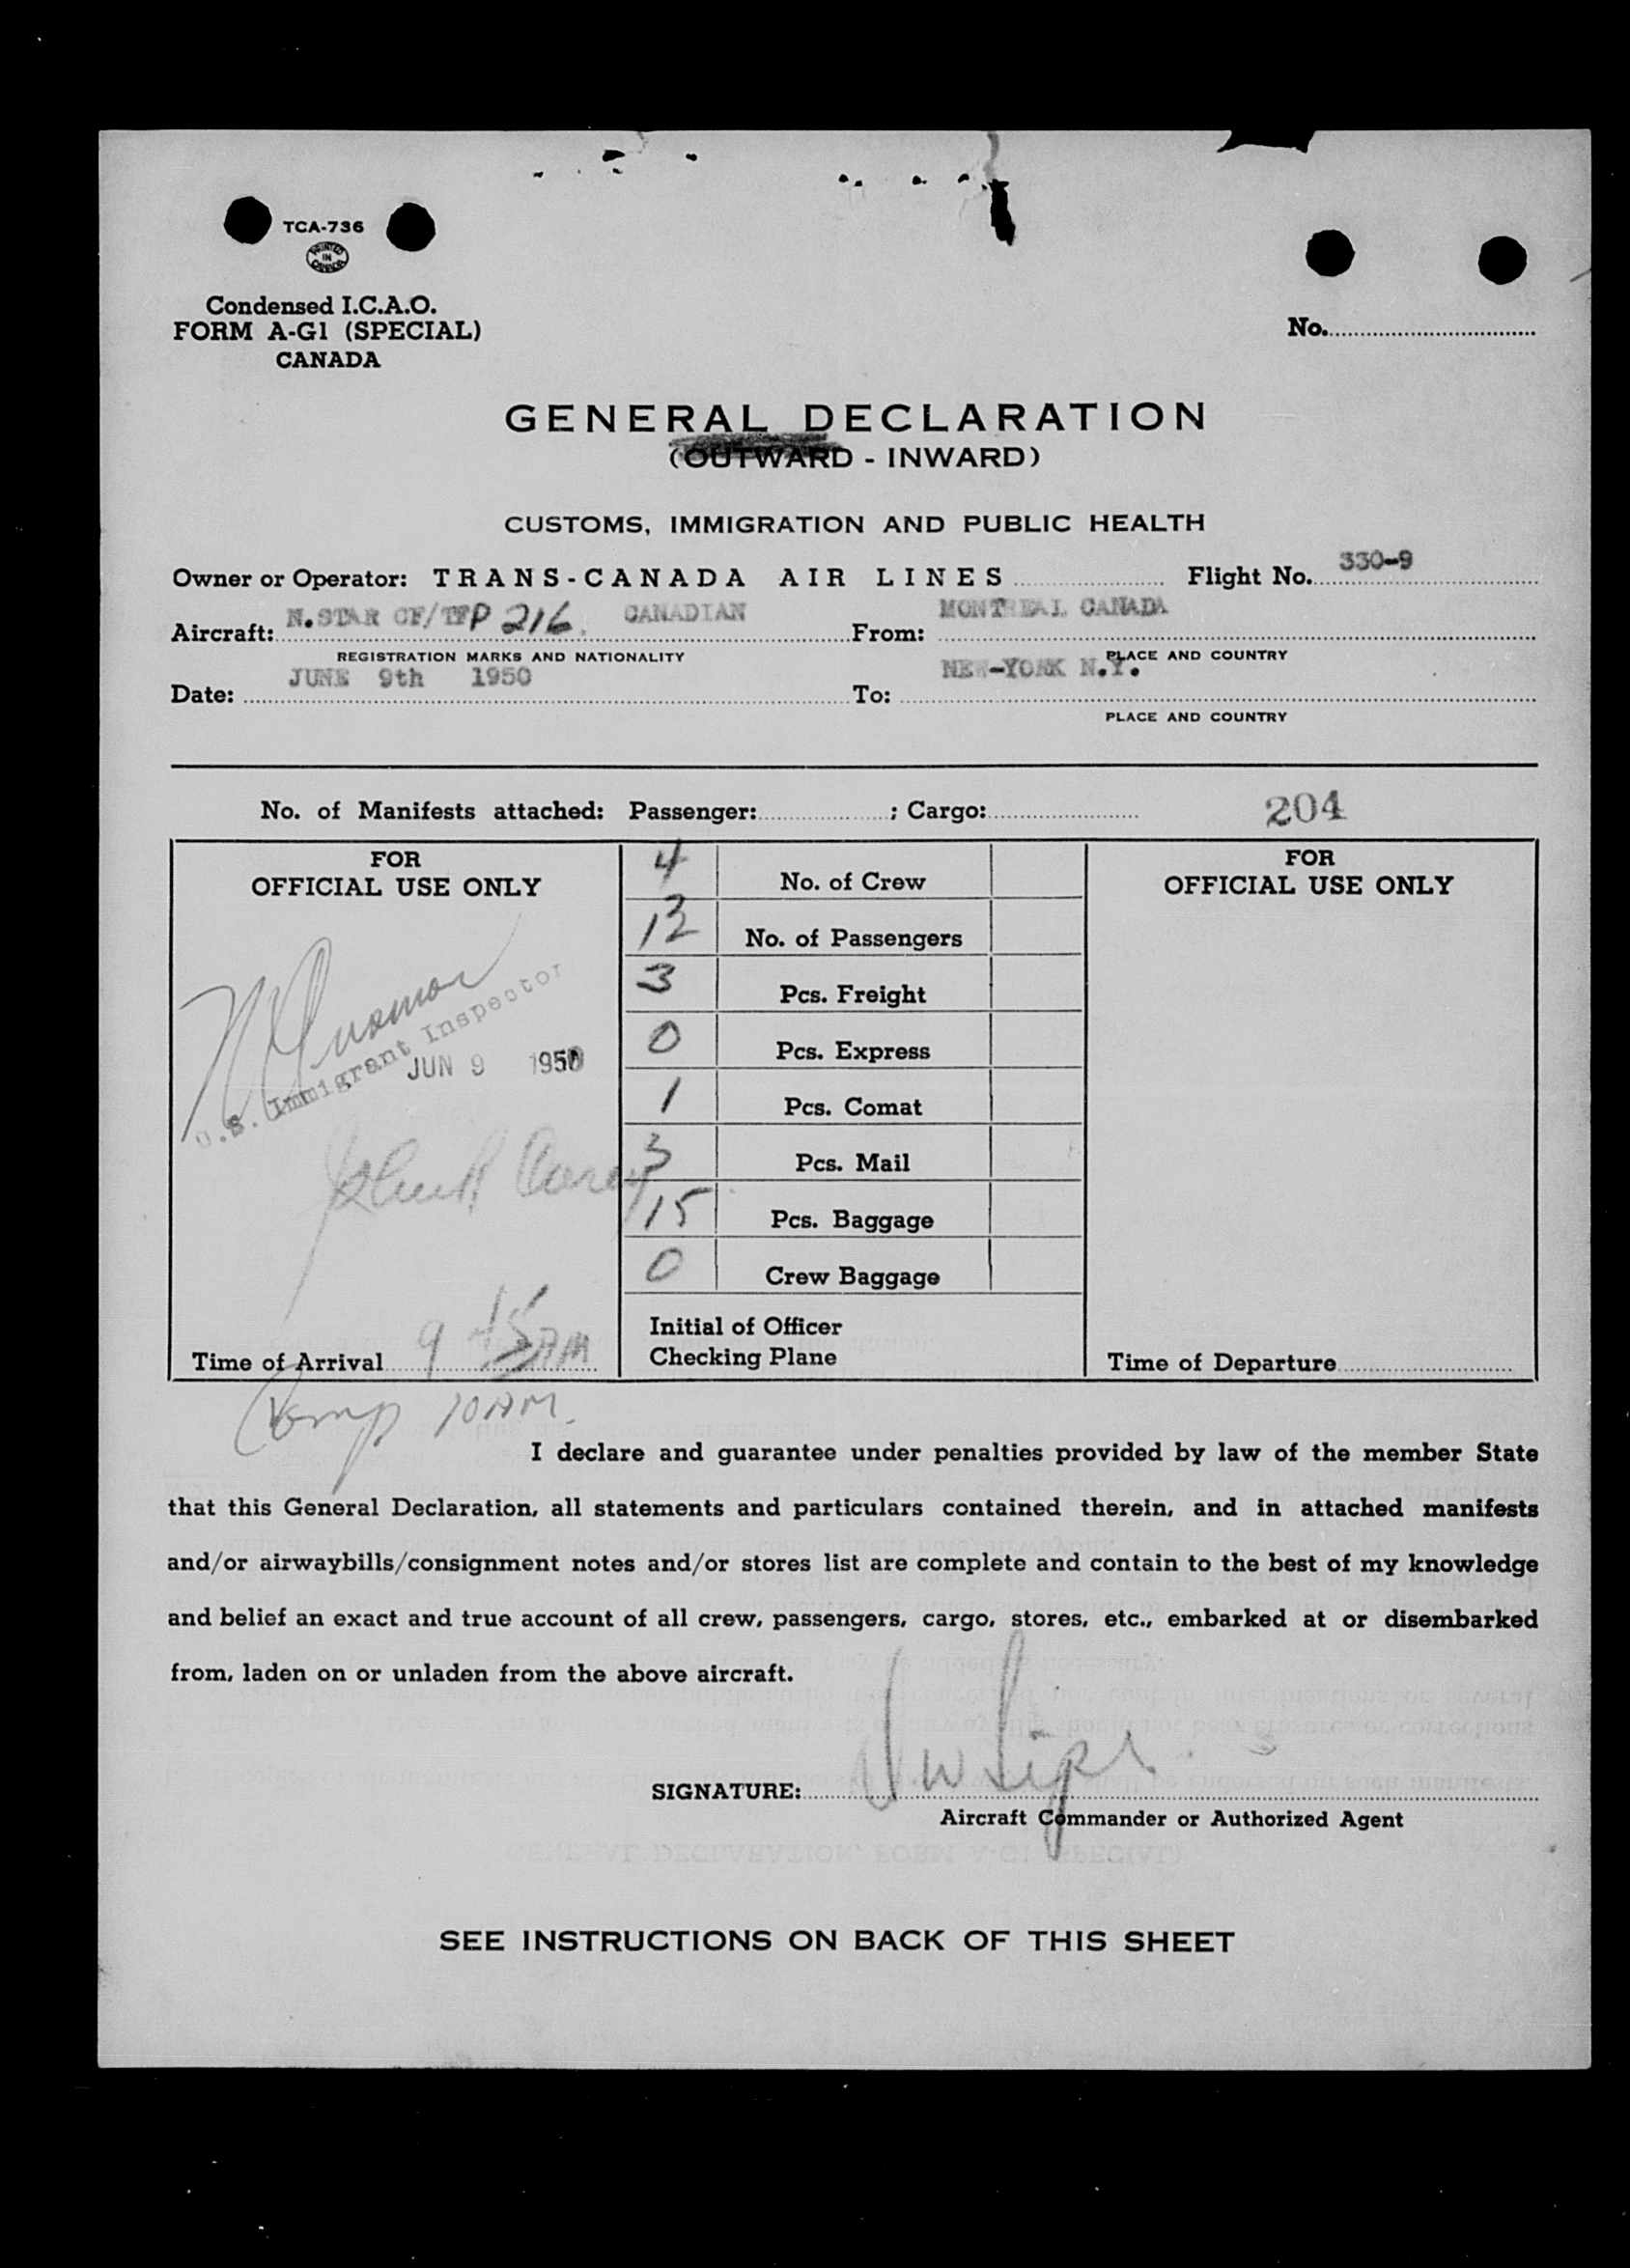 TCA-736
PRINTED IN CANADA
Condensed I.C.A.O.
FORM A-G1 (SPECIAL)
CANADA
No.
GENERAL DECLARATION
(OUTWARD - INWARD)
CUSTOMS, IMMIGRATION AND PUBLIC HEALTH
Owner or Operator: TRANS-CANADA AIR LINES Flight No. 330-9
Aircraft: N.STAR CF/TFP 216 CANADIAN From: MONTREAL CANADA
REGISTRATION MARKS AND NATIONALITY PLACE AND COUNTRY
Date: JUNE 9th 1950 To: NEW-YORK N.Y.
PLACE AND COUNTRY
No. of Manifests attached: Passenger: ; Cargo: 204
FOR
OFFICIAL USE ONLY
U.S. Immigrant Inspector
JUN 9 1950
Time of Arrival 9 45 AM
4 No. of Crew
12 No. of Passengers
3 Pcs. Freight
0 Pcs. Express
1 Pcs. Comat
3 Pcs. Mail
15 Pcs. Baggage
0 Crew Baggage
Initial of Officer
Checking Plane
FOR
OFFICIAL USE ONLY
Time of Departure
Comp 10 AM.
I declare and guarantee under penalties provided by law of the member State
that this General Declaration, all statements and particulars contained therein, and in attached manifests
and/or airwaybills/consignment notes and/or stores list are complete and contain to the best of my knowledge
and belief an exact and true account of all crew, passengers, cargo, stores, etc., embarked at or disembarked
from, laden on or unladen from the above aircraft.
SIGNATURE:
Aircraft Commander or Authorized Agent
SEE INSTRUCTIONS ON BACK OF THIS SHEET